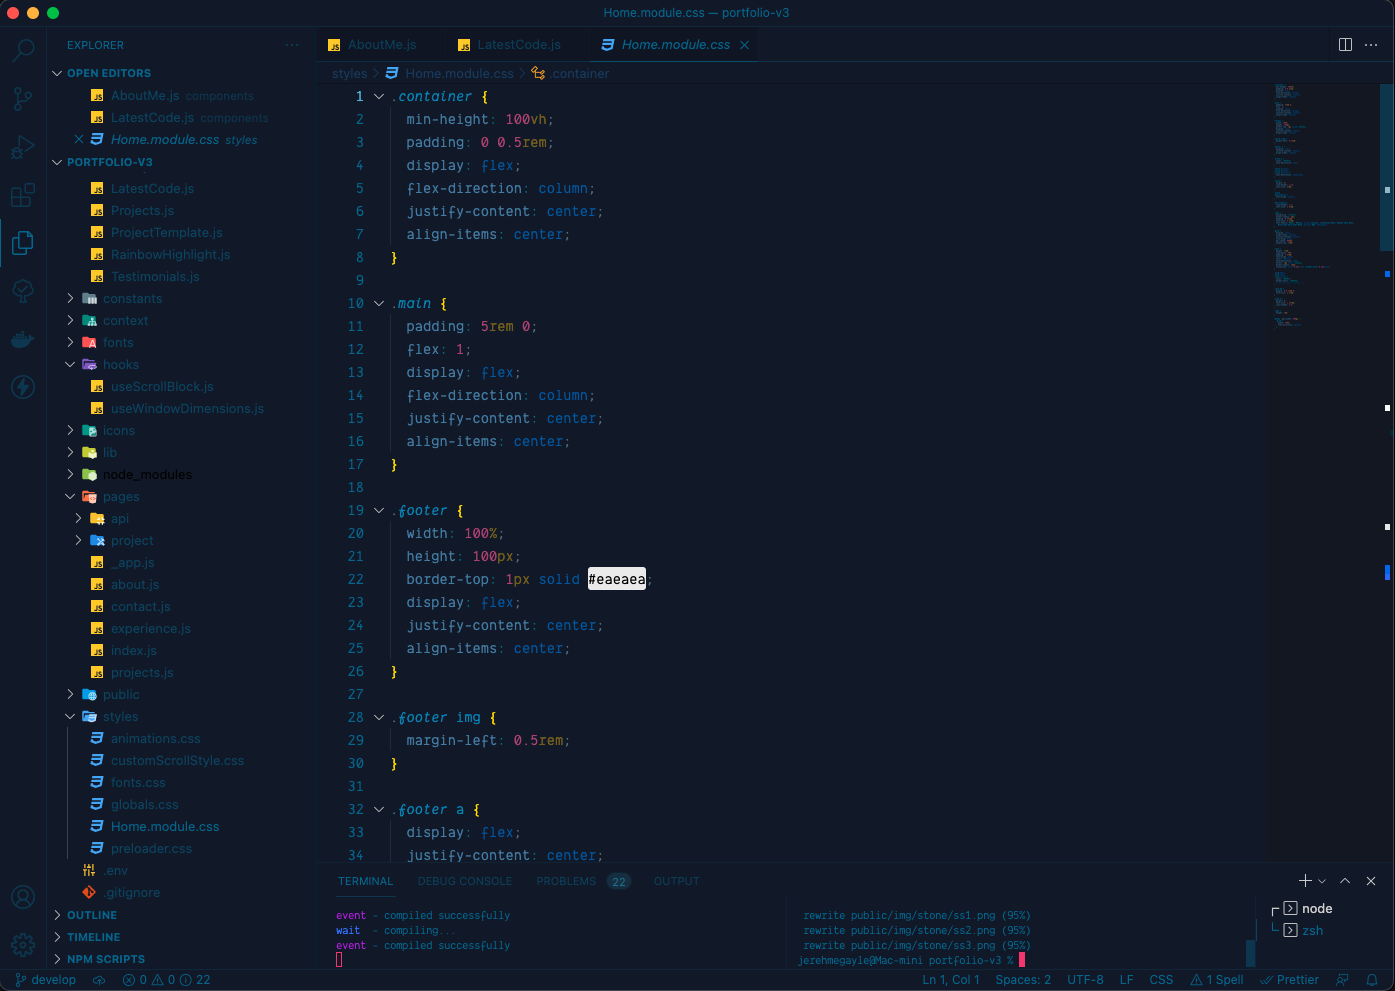 Home.module.css — portfolio-v3
EXPLORER
OPEN EDITORS
AboutMe.js components
LatestCode.js components
Home.module.css styles
PORTFOLIO-V3
LatestCode.js
Projects.js
ProjectTemplate.js
RainbowHighlight.js
Testimonials.js
constants
context
fonts
hooks
useScrollBlock.js
useWindowDimensions.js
icons
lib
node_modules
pages
api
project
_app.js
about.js
contact.js
experience.js
index.js
projects.js
public
styles
animations.css
customScrollStyle.css
fonts.css
globals.css
Home.module.css
preloader.css
.env
.gitignore
OUTLINE
TIMELINE
NPM SCRIPTS
AboutMe.js
LatestCode.js
Home.module.css
styles > Home.module.css > .container
1 .container {
2 min-height: 100vh;
3 padding: 0 0.5rem;
4 display: flex;
5 flex-direction: column;
6 justify-content: center;
7 align-items: center;
8 }
9
10 .main {
11 padding: 5rem 0;
12 flex: 1;
13 display: flex;
14 flex-direction: column;
15 justify-content: center;
16 align-items: center;
17 }
18
19 .footer {
20 width: 100%;
21 height: 100px;
22 border-top: 1px solid #eaeaea;
23 display: flex;
24 justify-content: center;
25 align-items: center;
26 }
27
28 .footer img {
29 margin-left: 0.5rem;
30 }
31
32 .footer a {
33 display: flex;
34 justify-content: center;
TERMINAL DEBUG CONSOLE PROBLEMS 22 OUTPUT
event - compiled successfully
wait - compiling...
event - compiled successfully
rewrite public/img/stone/ss1.png (95%)
rewrite public/img/stone/ss2.png (95%)
rewrite public/img/stone/ss3.png (95%)
jerehmegayle@Mac-mini portfolio-v3 %
node
zsh
develop 0 0 22 Ln 1, Col 1 Spaces: 2 UTF-8 LF CSS 1 Spell Prettier